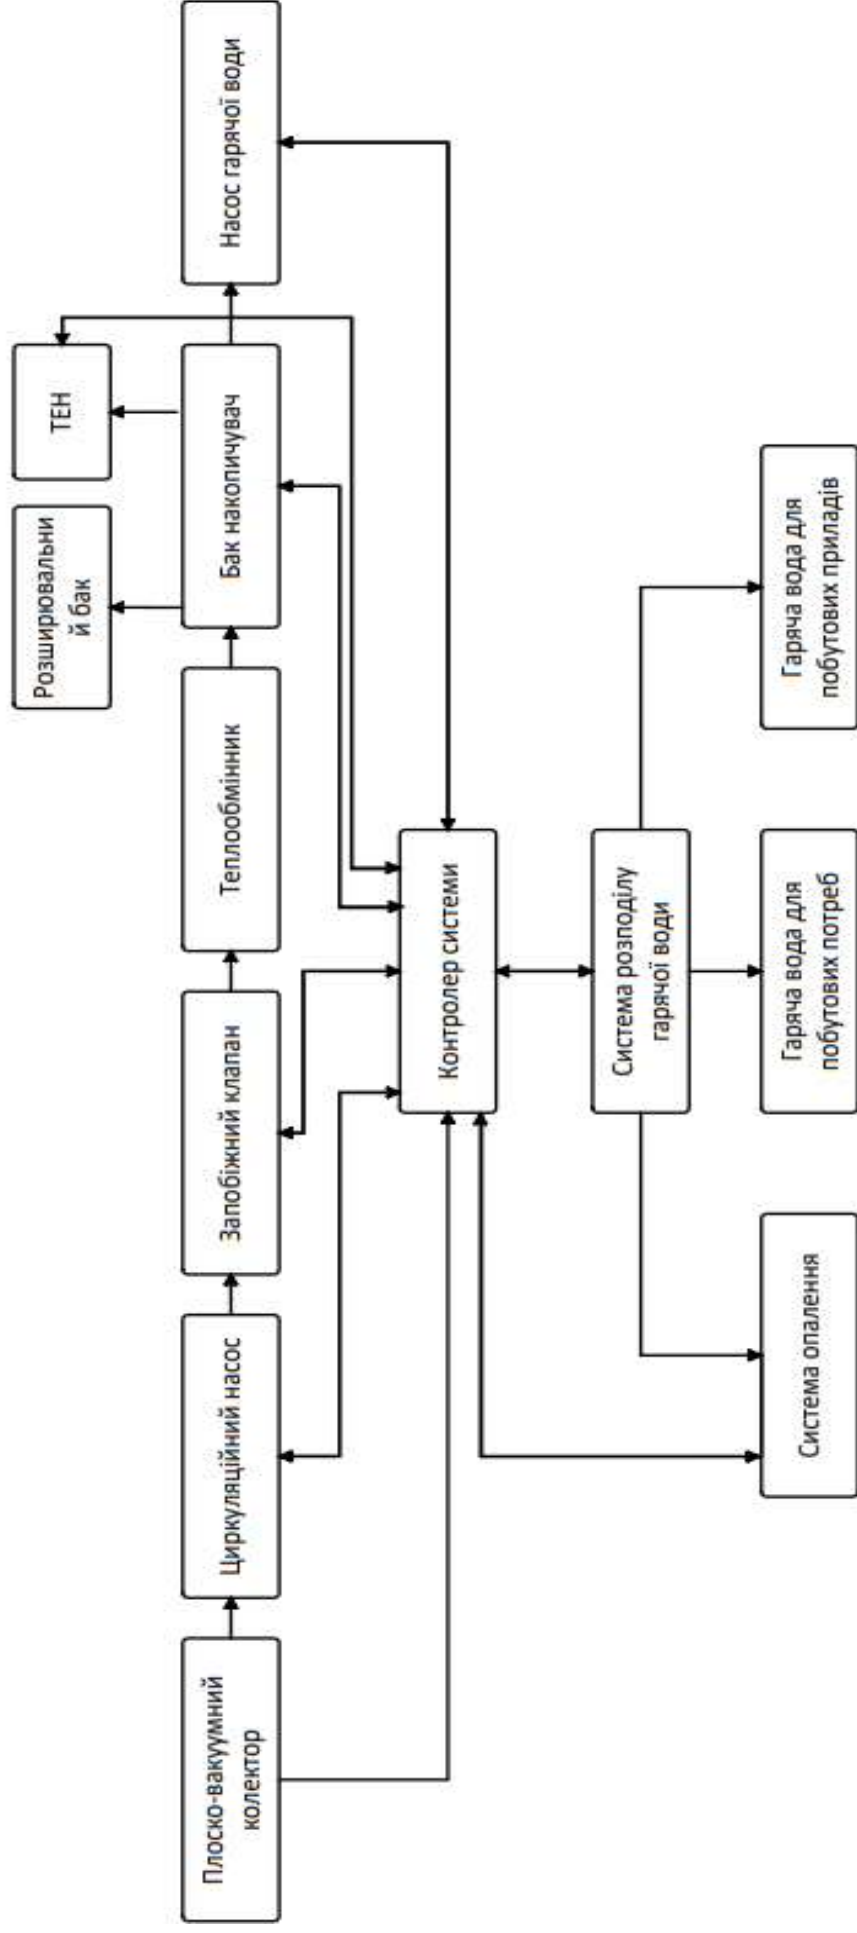 Розширювальни
й бак
ТЕН
Плоско-вакуумний
колектор
Циркуляційний насос
Запобіжний клапан
Теплообмінник
Бак накопичувач
Насос гарячої води
Контролер системи
Система розподілу
гарячої води
Система опалення
Гаряча вода для
побутових потреб
Гаряча вода для
побутових приладів